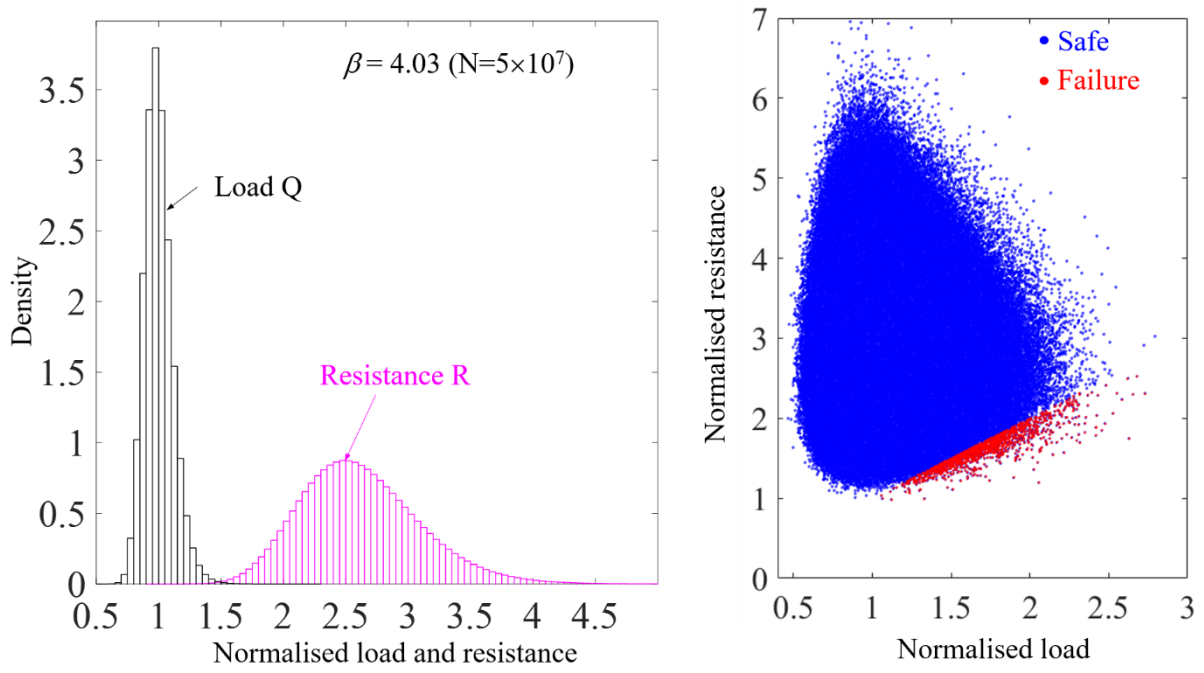 β = 4.03 (N=5×10⁷)
Load Q
Resistance R
Density
3.5
3
2.5
2
1.5
1
0.5
0
0.5 1 1.5 2 2.5 3 3.5 4 4.5
Normalised load and resistance
Safe
Failure
Normalised resistance
7
6
5
4
3
2
1
0
0.5 1 1.5 2 2.5 3
Normalised load